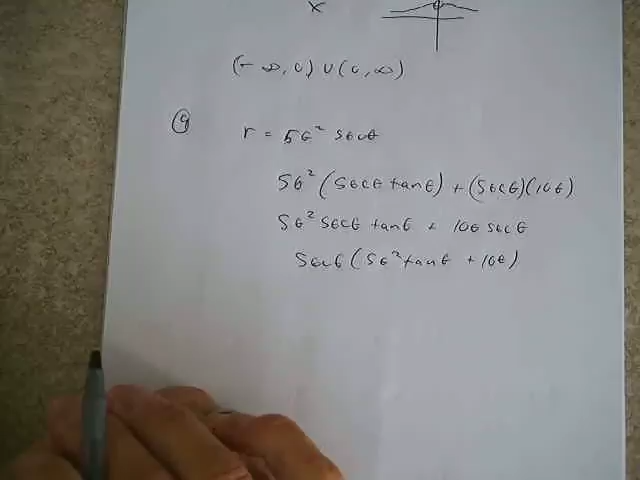 x
(-∞, 0) ∪ (0, ∞)
9
r = 5θ² secθ
5θ² (secθ tanθ) + (secθ)(10θ)
5θ² secθ tanθ + 10θ secθ
secθ (5θ² tanθ + 10θ)